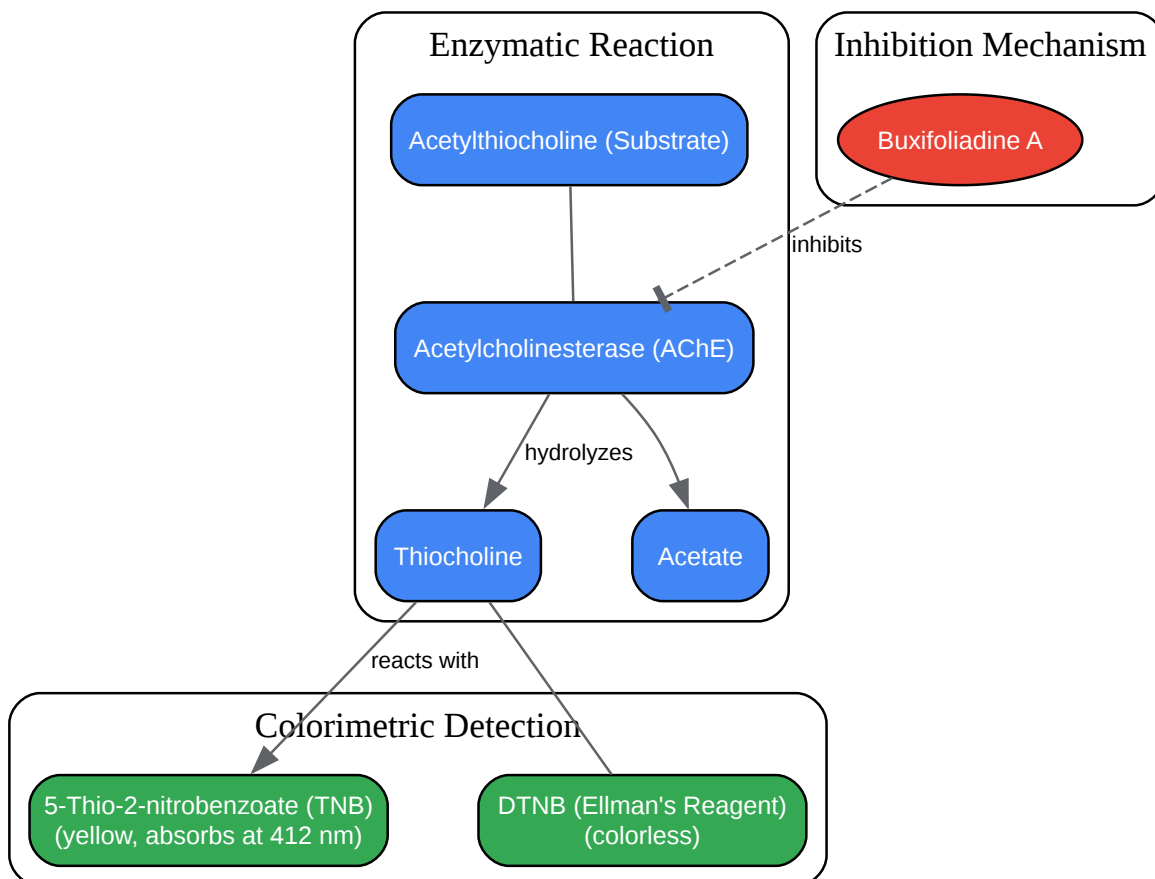 Enzymatic Reaction
Inhibition Mechanism
Acetylthiocholine (Substrate)
Buxifoliadine A
inhibits
Acetylcholinesterase (AChE)
hydrolyzes
Thiocholine
Acetate
reacts with
Colorimetric Detection
5-Thio-2-nitrobenzoate (TNB)
(yellow, absorbs at 412 nm)
DTNB (Ellman's Reagent)
(colorless)